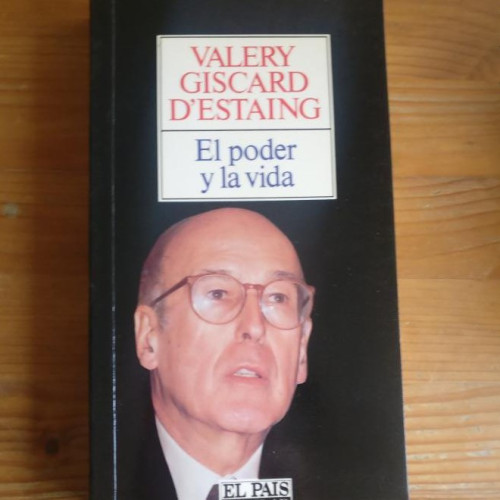 VALERY
GISCARD
D'ESTAING
El poder
y la vida
EL PAIS